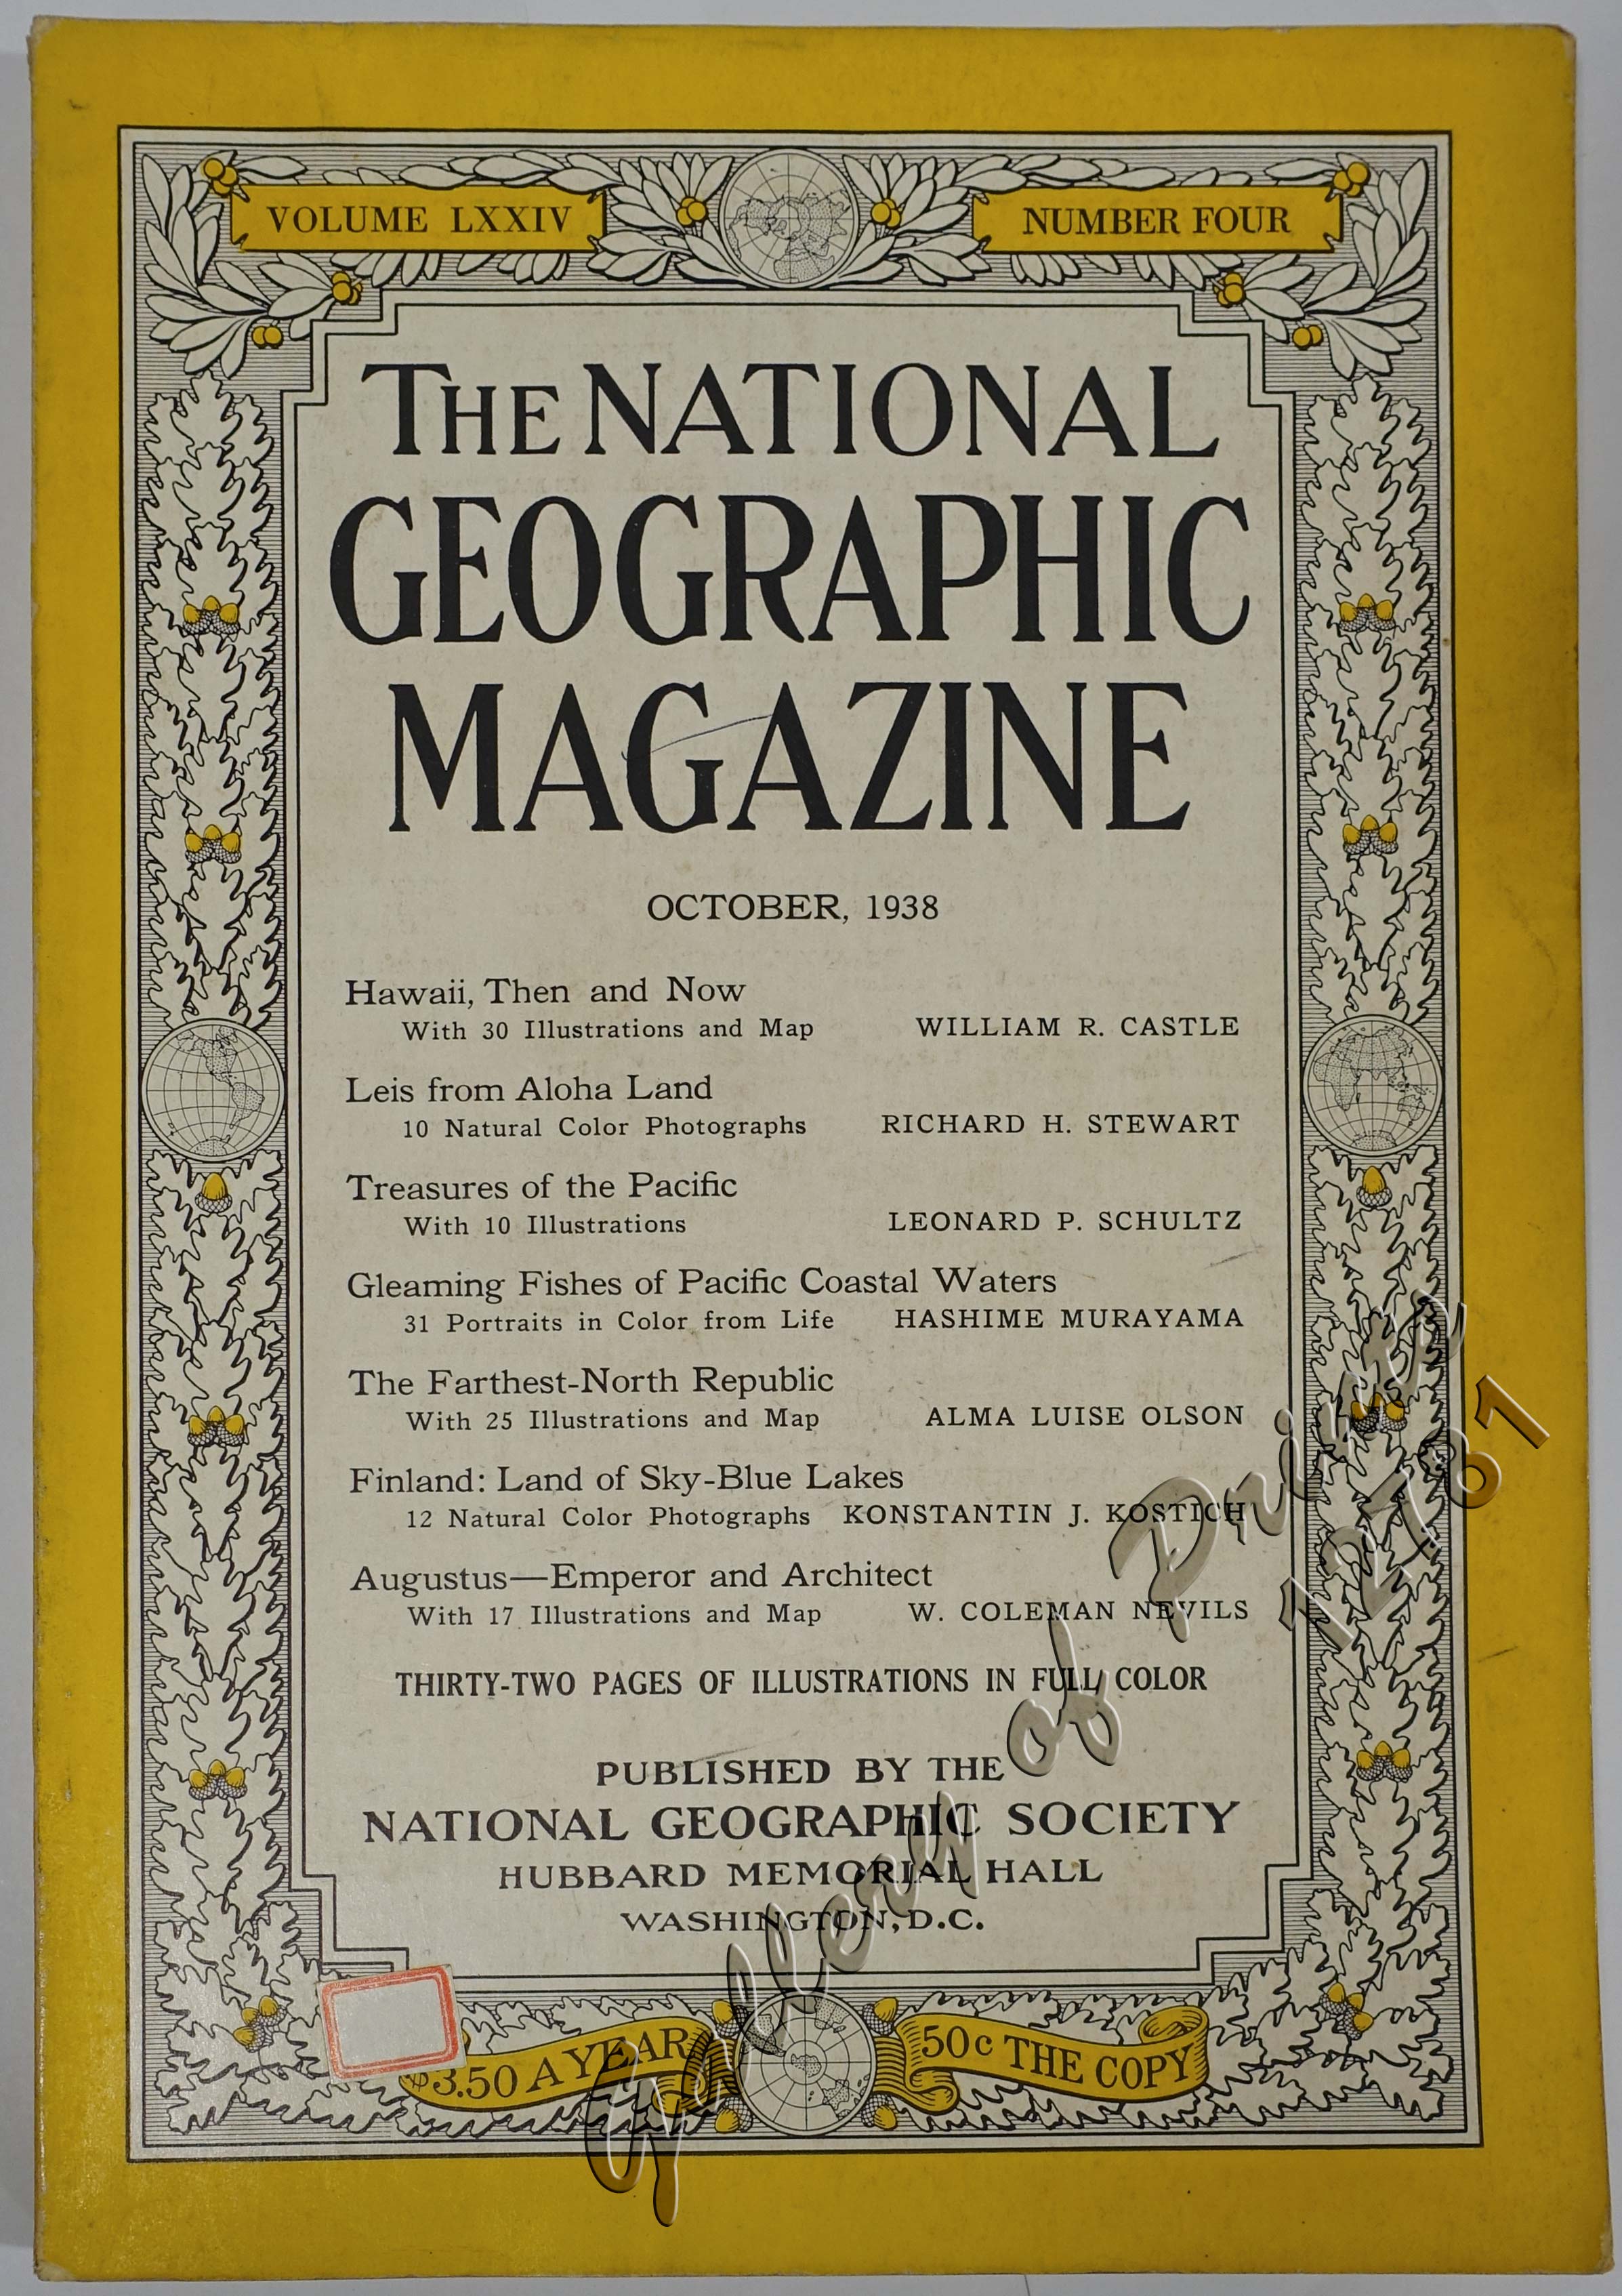 VOLUME LXXIV
NUMBER FOUR
THE NATIONAL
GEOGRAPHIC
MAGAZINE
OCTOBER, 1938
Hawaii, Then and Now
With 30 Illustrations and Map WILLIAM R. CASTLE
Leis from Aloha Land
10 Natural Color Photographs RICHARD H. STEWART
Treasures of the Pacific
With 10 Illustrations LEONARD P. SCHULTZ
Gleaming Fishes of Pacific Coastal Waters
31 Portraits in Color from Life HASHIME MURAYAMA
The Farthest-North Republic
With 25 Illustrations and Map ALMA LUISE OLSON
Finland: Land of Sky-Blue Lakes
12 Natural Color Photographs KONSTANTIN J. KOSTICH
Augustus—Emperor and Architect
With 17 Illustrations and Map W. COLEMAN NEVILS
THIRTY-TWO PAGES OF ILLUSTRATIONS IN FULL COLOR
PUBLISHED BY THE
NATIONAL GEOGRAPHIC SOCIETY
HUBBARD MEMORIAL HALL
WASHINGTON, D.C.
$3.50 A YEAR
50c THE COPY
Gallery of Prints